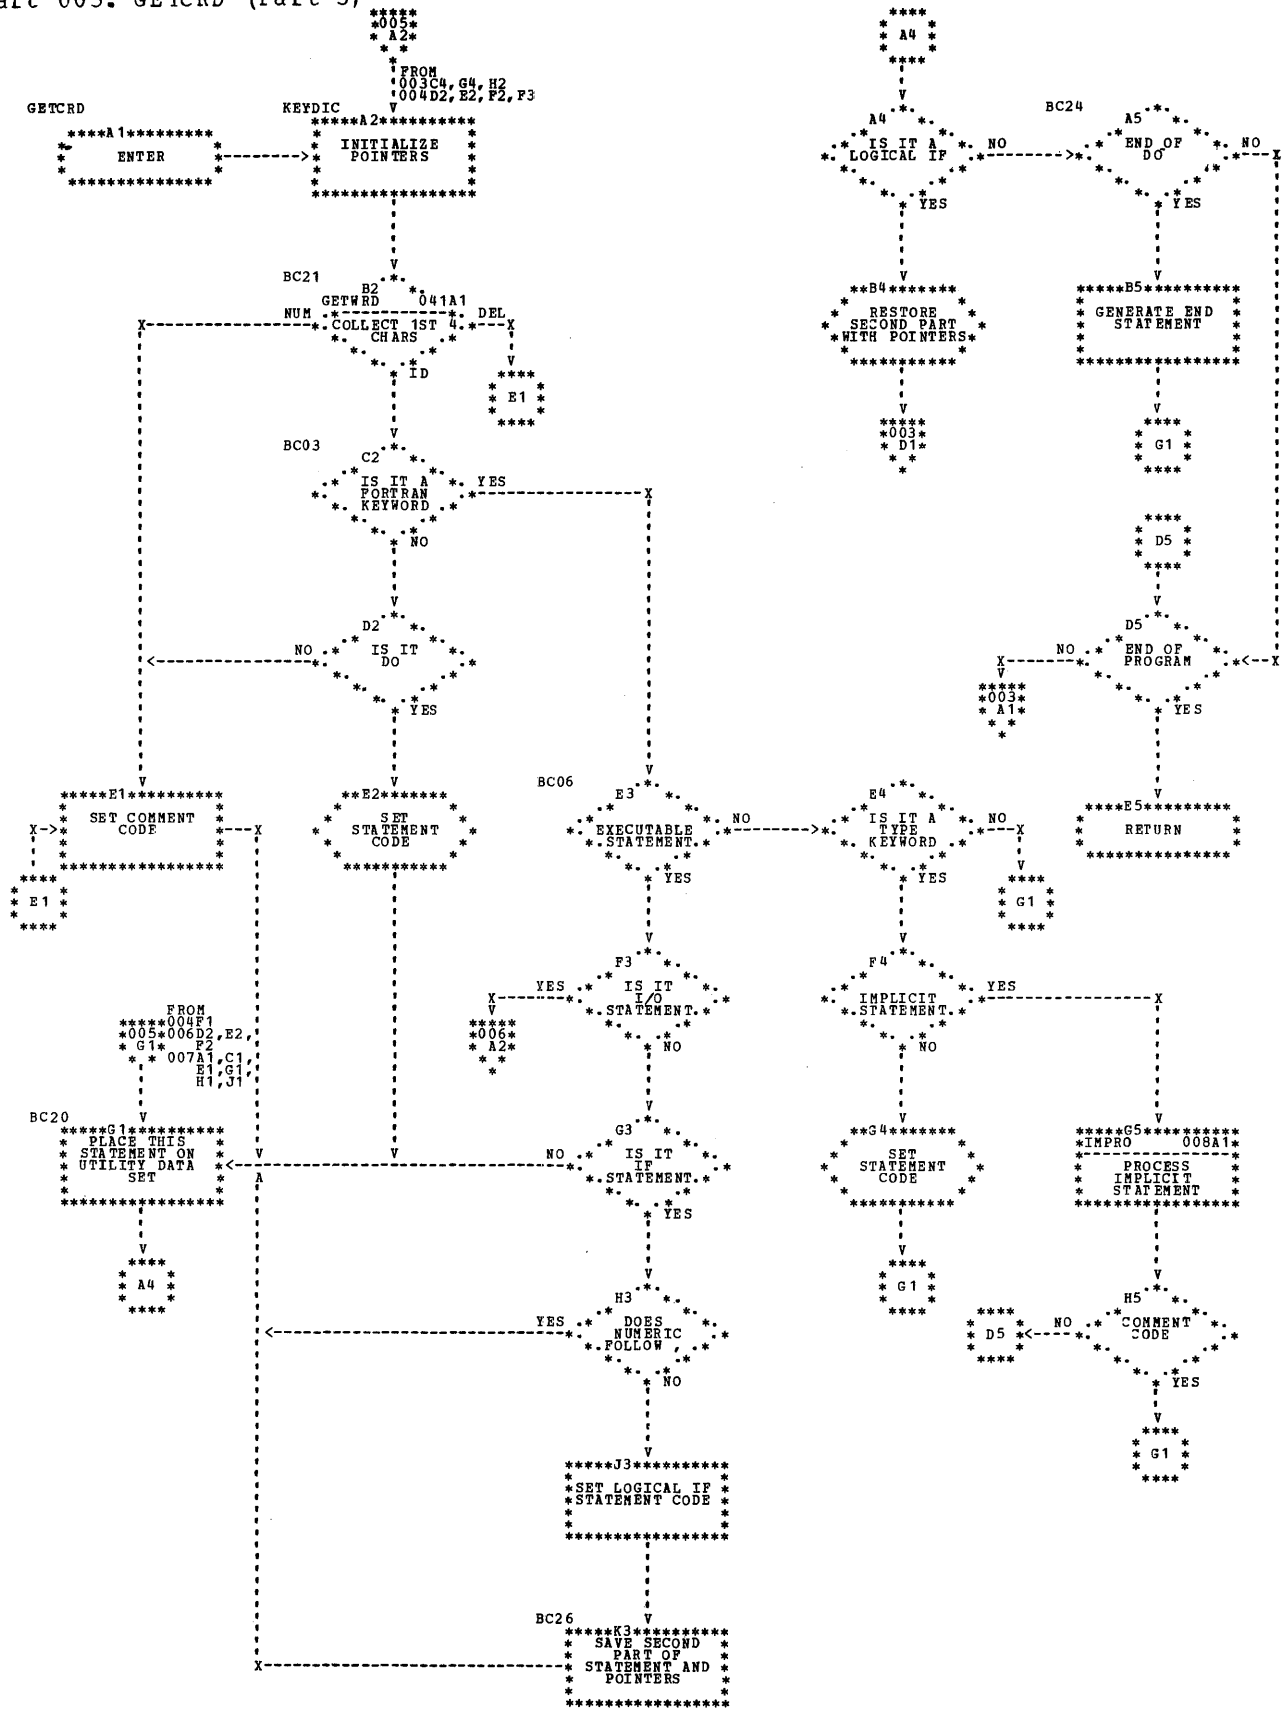 art 005. GETCRD (Part 3)
005
A2
FROM
003C4,G4,H2
004D2,E2,F2,F3
A4
GETCRD
A1
ENTER
KEYDIC
A2
INITIALIZE
POINTERS
A4
IS IT A
LOGICAL IF
NO
YES
BC24
A5
END OF
DO
NO
YES
BC21
B2
GETWRD 041A1
NUM
COLLECT 1ST 4
CHARS
DEL
ID
E1
B4
RESTORE
SECOND PART
WITH POINTERS
003
D1
B5
GENERATE END
STATEMENT
G1
BC03
C2
IS IT A
FORTRAN
KEYWORD
YES
NO
D5
D2
IS IT
DO
NO
YES
D5
END OF
PROGRAM
NO
YES
003
A1
E1
SET COMMENT
CODE
E1
E2
SET
STATEMENT
CODE
BC06
E3
EXECUTABLE
STATEMENT
NO
YES
E4
IS IT A
TYPE
KEYWORD
NO
YES
G1
E5
RETURN
F3
IS IT
I/O
STATEMENT
YES
NO
006
A2
F4
IMPLICIT
STATEMENT
YES
NO
FROM
004F1
005
006D2,E2,
G1
F2
007A1,C1,
E1,G1,
H1,J1
BC20
G1
PLACE THIS
STATEMENT ON
UTILITY DATA
SET
A4
G3
IS IT
IF
STATEMENT
NO
YES
G4
SET
STATEMENT
CODE
G1
G5
IMPRO 008A1
PROCESS
IMPLICIT
STATEMENT
H3
DOES
NUMERIC
FOLLOW ,
YES
NO
H5
COMMENT
CODE
NO
YES
D5
G1
J3
SET LOGICAL IF
STATEMENT CODE
BC26
K3
SAVE SECOND
PART OF
STATEMENT AND
POINTERS